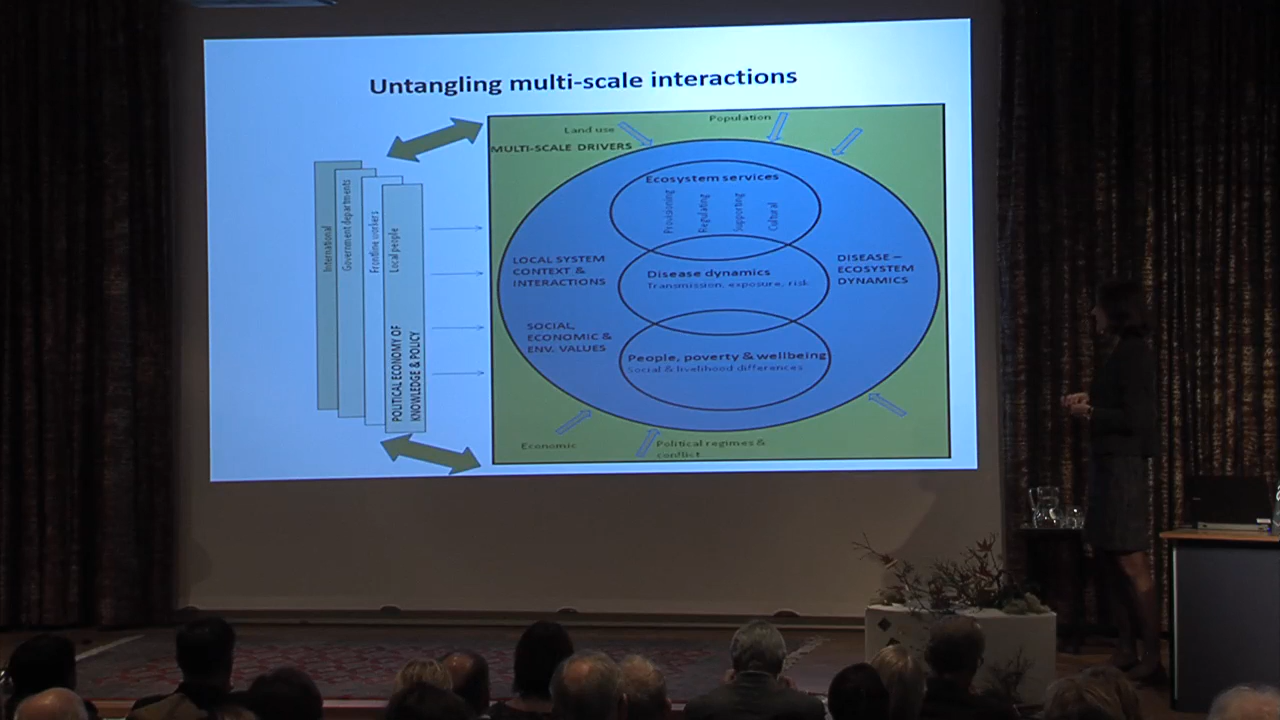 Untangling multi-scale interactions
Land use
Population
MULTI-SCALE DRIVERS
International
Government departments
Frontline workers
Local people
POLITICAL ECONOMY OF
KNOWLEDGE & POLICY
Ecosystem services
Provisioning
Regulating
Supporting
Cultural
LOCAL SYSTEM
CONTEXT &
INTERACTIONS
Disease dynamics
Transmission, exposure, risk
DISEASE –
ECOSYSTEM
DYNAMICS
SOCIAL,
ECONOMIC &
ENV. VALUES
People, poverty & wellbeing
Social & livelihood differences
Economic
Political regimes &
conflict